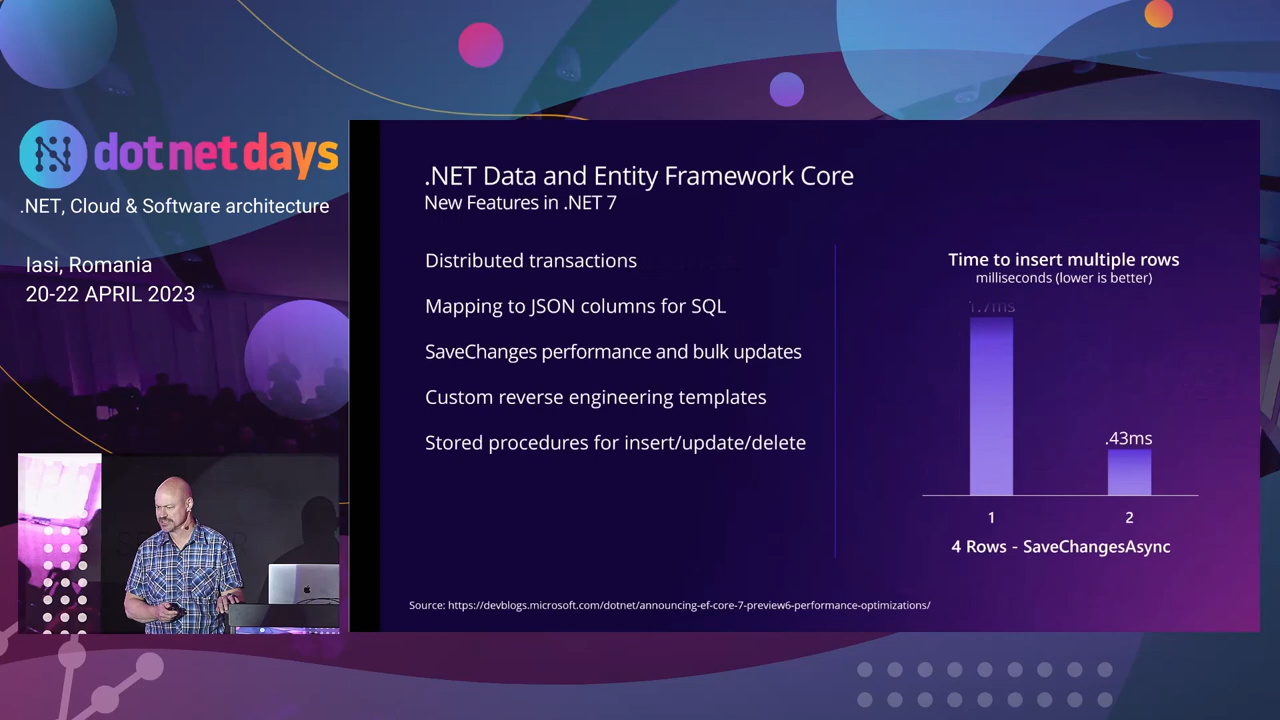 dotnetdays
.NET, Cloud & Software architecture
Iasi, Romania
20-22 APRIL 2023
.NET Data and Entity Framework Core
New Features in .NET 7
Distributed transactions
Mapping to JSON columns for SQL
SaveChanges performance and bulk updates
Custom reverse engineering templates
Stored procedures for insert/update/delete
Time to insert multiple rows
milliseconds (lower is better)
1.7ms
.43ms
1
2
4 Rows - SaveChangesAsync
Source: https://devblogs.microsoft.com/dotnet/announcing-ef-core-7-preview6-performance-optimizations/